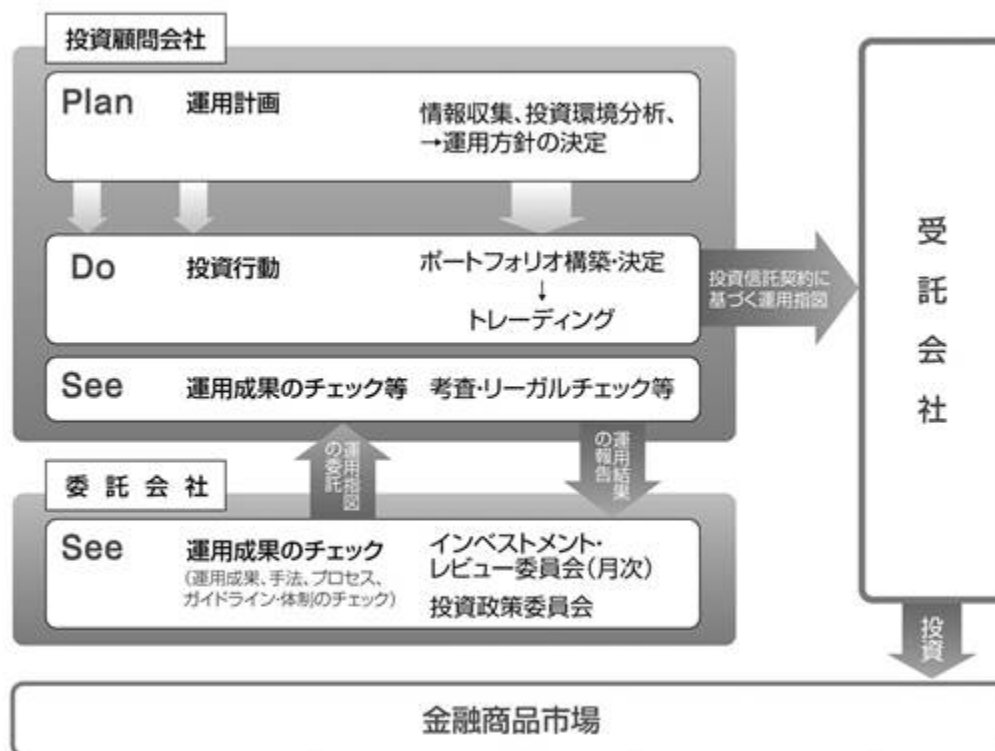 投資顧問会社
Plan 運用計画 情報収集、投資環境分析、
→運用方針の決定
Do 投資行動 ポートフォリオ構築・決定
↓
トレーディング
See 運用成果のチェック等 考査・リーガルチェック等
投資信託契約に
基づく運用指図
受託会社
運用指図
の委託
運用結果
の報告
委託会社
See 運用成果のチェック
(運用成果、手法、プロセス、
ガイドライン・体制のチェック)
インベストメント・
レビュー委員会(月次)
投資政策委員会
投資
金融商品市場